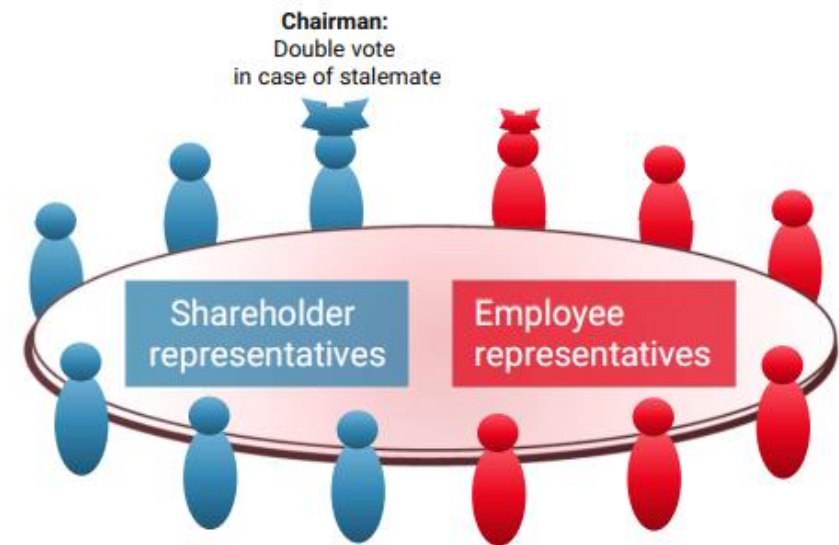 Chairman:
Double vote
in case of stalemate
Shareholder
representatives
Employee
representatives